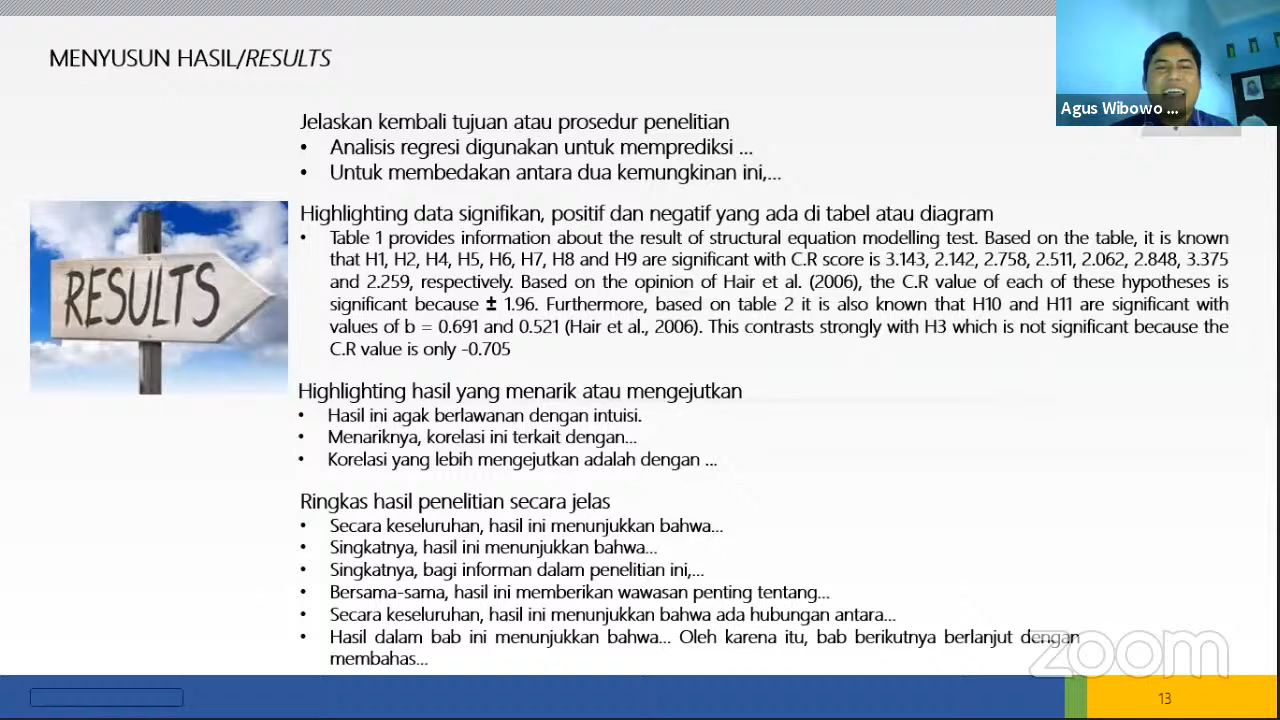 MENYUSUN HASIL/RESULTS
Agus Wibowo ...
Jelaskan kembali tujuan atau prosedur penelitian
• Analisis regresi digunakan untuk memprediksi ...
• Untuk membedakan antara dua kemungkinan ini,...
RESULTS
Highlighting data signifikan, positif dan negatif yang ada di tabel atau diagram
• Table 1 provides information about the result of structural equation modelling test. Based on the table, it is known
that H1, H2, H4, H5, H6, H7, H8 and H9 are significant with C.R score is 3.143, 2.142, 2.758, 2.511, 2.062, 2.848, 3.375
and 2.259, respectively. Based on the opinion of Hair et al. (2006), the C.R value of each of these hypotheses is
significant because ± 1.96. Furthermore, based on table 2 it is also known that H10 and H11 are significant with
values of b = 0.691 and 0.521 (Hair et al., 2006). This contrasts strongly with H3 which is not significant because the
C.R value is only -0.705
Highlighting hasil yang menarik atau mengejutkan
• Hasil ini agak berlawanan dengan intuisi.
• Menariknya, korelasi ini terkait dengan...
• Korelasi yang lebih mengejutkan adalah dengan ...
Ringkas hasil penelitian secara jelas
• Secara keseluruhan, hasil ini menunjukkan bahwa...
• Singkatnya, hasil ini menunjukkan bahwa...
• Singkatnya, bagi informan dalam penelitian ini,...
• Bersama-sama, hasil ini memberikan wawasan penting tentang...
• Secara keseluruhan, hasil ini menunjukkan bahwa ada hubungan antara...
• Hasil dalam bab ini menunjukkan bahwa... Oleh karena itu, bab berikutnya berlanjut dengan
membahas...
zoom
13